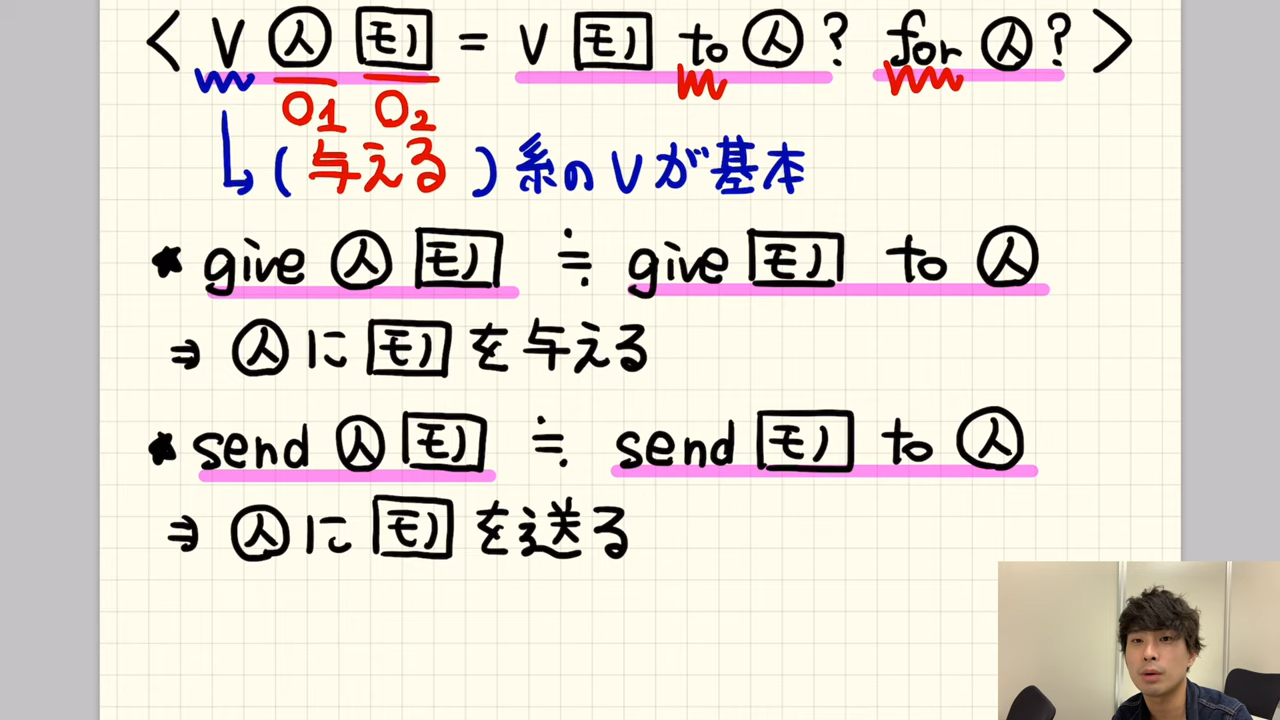 <V 人 モノ = V モノ to 人? for 人?>
O1 O2
↳(与える)系のVが基本
★give 人 モノ ≒ give モノ to 人
⇒ 人にモノを与える
★send 人 モノ ≒ send モノ to 人
⇒ 人にモノを送る